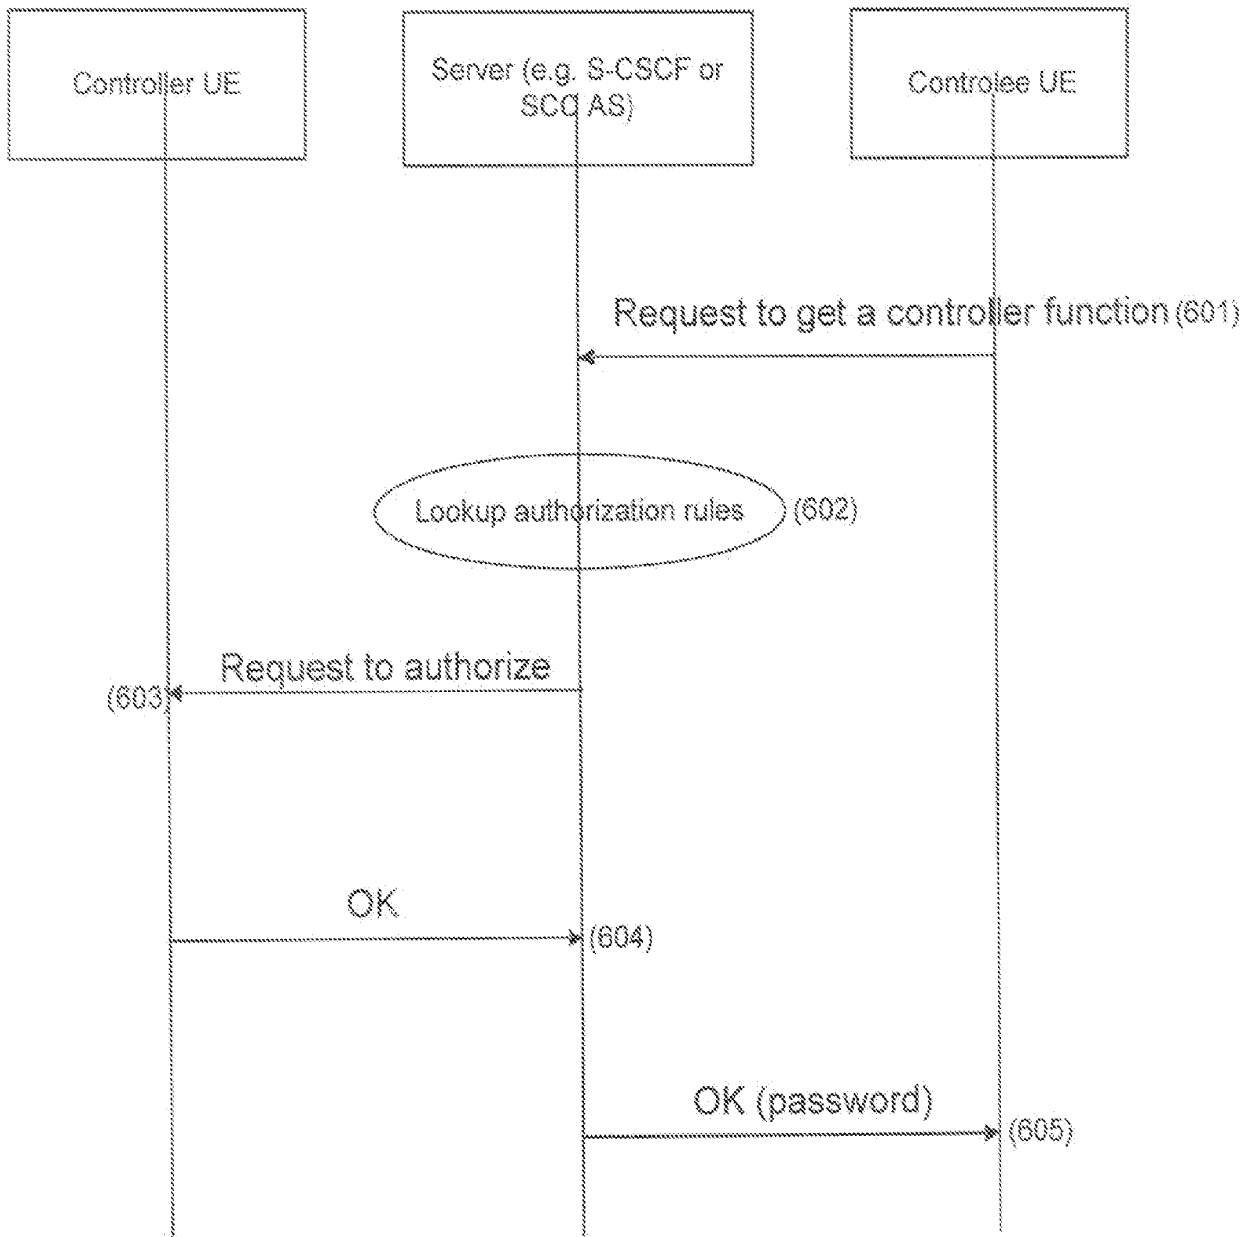 Controller UE
Server (e.g. S-CSCF or
SCC AS)
Controlee UE
Request to get a controller function (601)
Lookup authorization rules (602)
Request to authorize
(603)
OK
(604)
OK (password)
(605)